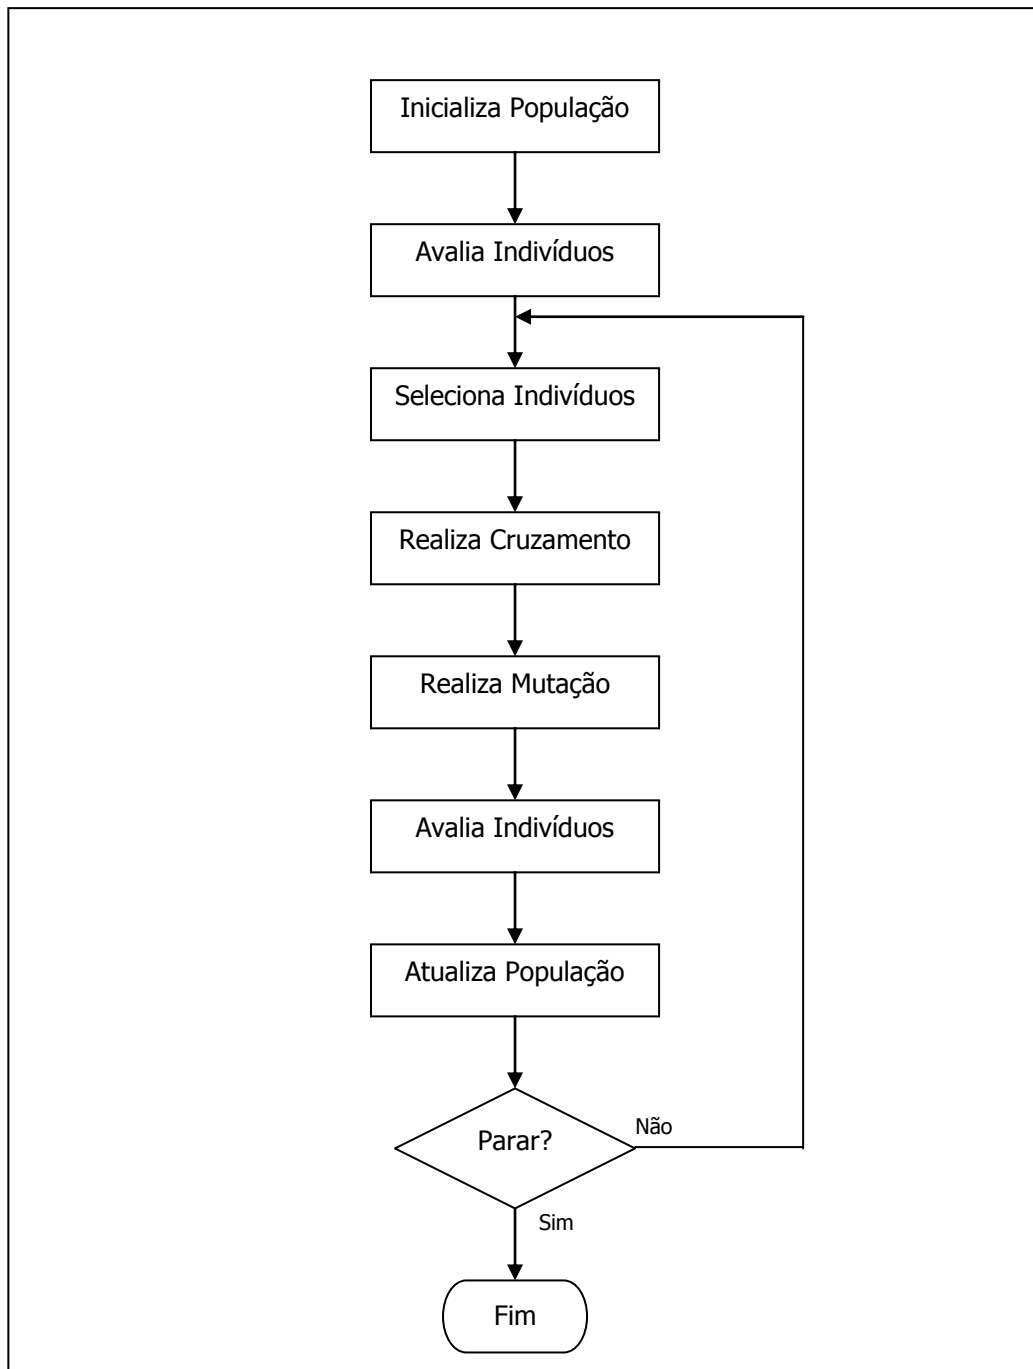 Inicializa População
Avalia Indivíduos
Seleciona Indivíduos
Realiza Cruzamento
Realiza Mutação
Avalia Indivíduos
Atualiza População
Parar?
Não
Sim
Fim